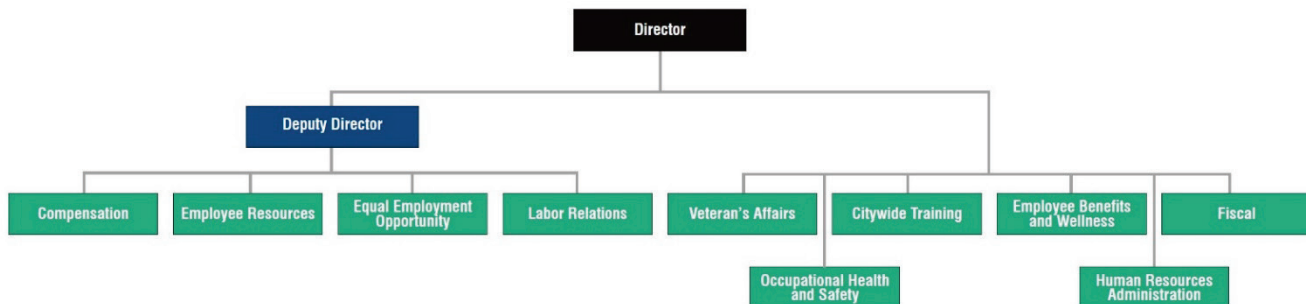 Director
Deputy Director
Compensation
Employee Resources
Equal Employment
Opportunity
Labor Relations
Veteran's Affairs
Citywide Training
Employee Benefits
and Wellness
Fiscal
Occupational Health
and Safety
Human Resources
Administration